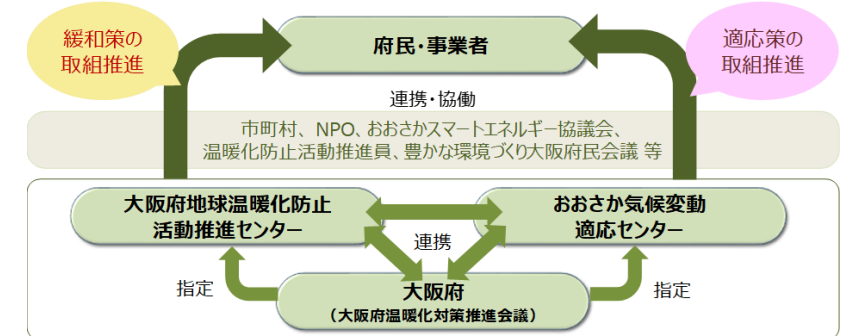 緩和策の
取組推進
府民・事業者
適応策の
取組推進
連携・協働
市町村、NPO、おおさかスマートエネルギー協議会、
温暖化防止活動推進員、豊かな環境づくり大阪府民会議 等
大阪府地球温暖化防止
活動推進センター
おおさか気候変動
適応センター
連携
指定
指定
大阪府
（大阪府温暖化対策推進会議）